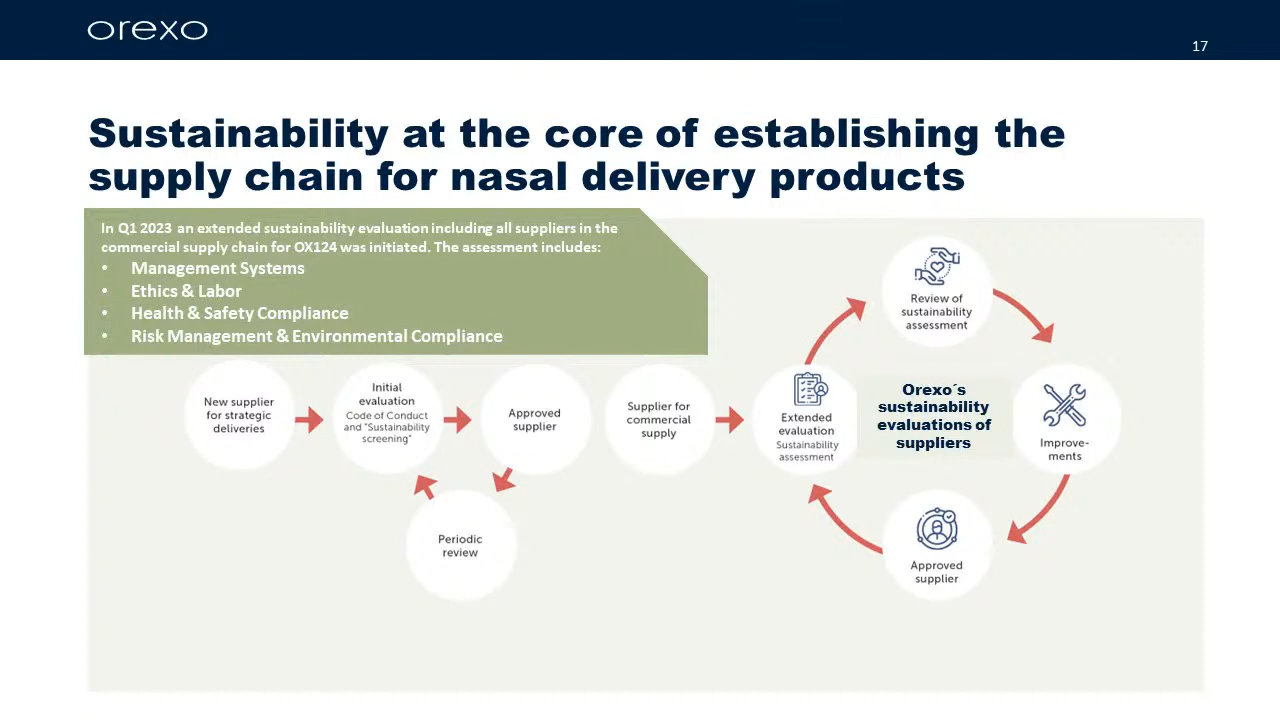 orexo
17
Sustainability at the core of establishing the
supply chain for nasal delivery products
In Q1 2023 an extended sustainability evaluation including all suppliers in the
commercial supply chain for OX124 was initiated. The assessment includes:
• Management Systems
• Ethics & Labor
• Health & Safety Compliance
• Risk Management & Environmental Compliance
New supplier
for strategic
deliveries
Initial
evaluation
Code of Conduct
and "Sustainability
screening"
Approved
supplier
Periodic
review
Supplier for
commercial
supply
Extended
evaluation
Sustainability
assessment
Review of
sustainability
assessment
Orexo´s
sustainability
evaluations of
suppliers
Improve-
ments
Approved
supplier